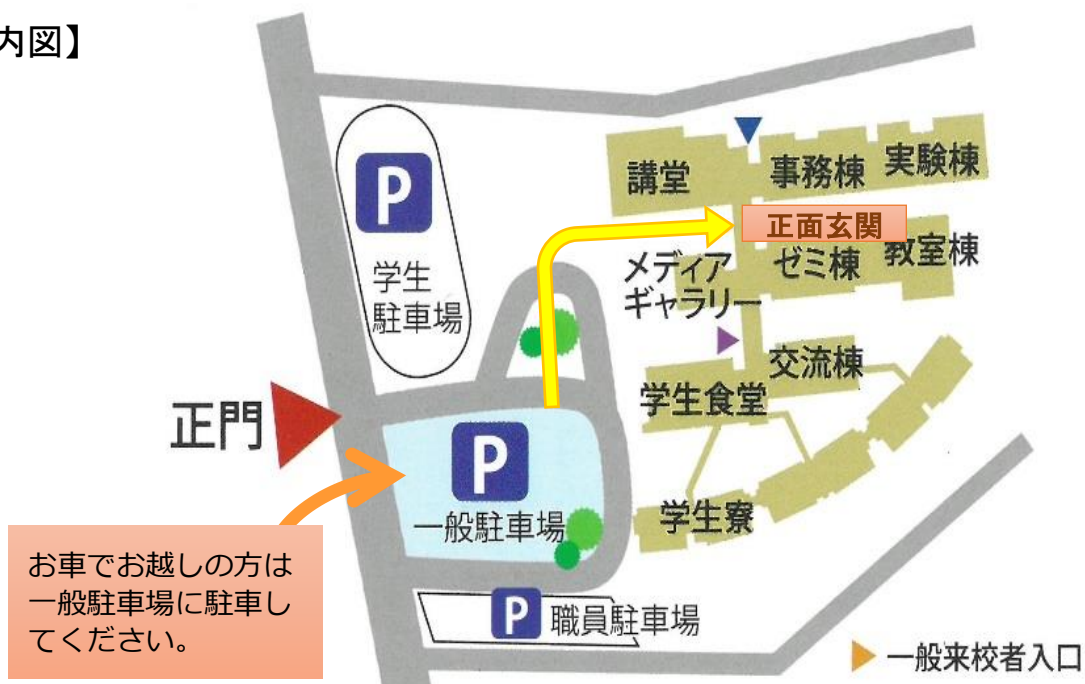 内図】
P
学生
駐車場
講堂
事務棟
実験棟
正面玄関
メディア
ギャラリー
ゼミ棟
教室棟
交流棟
学生食堂
正門
P
一般駐車場
学生寮
お車でお越しの方は
一般駐車場に駐車し
てください。
P 職員駐車場
一般来校者入口